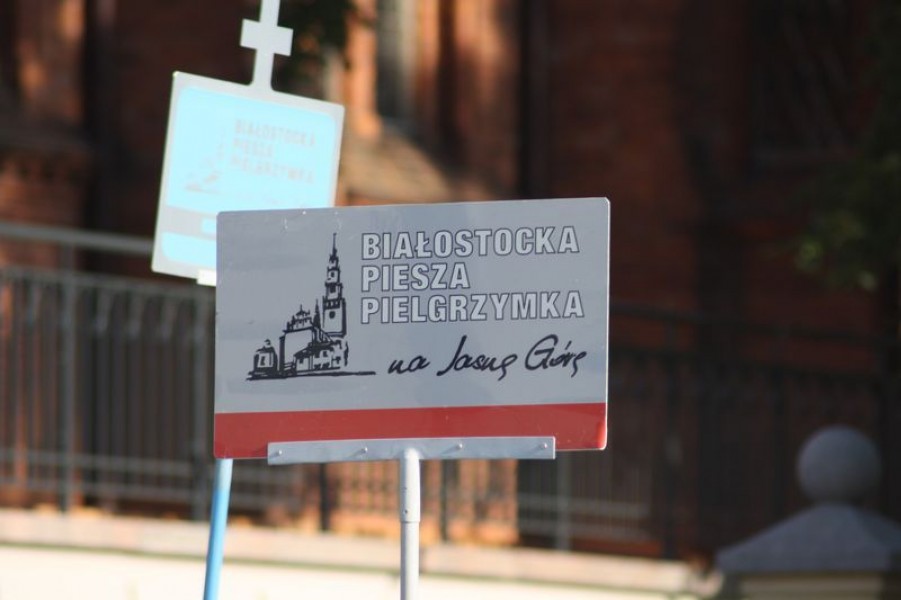 BIAŁOSTOCKA
PIESZA
PIELGRZYMKA
BIAŁOSTOCKA
PIESZA
PIELGRZYMKA
na Jasną Górę